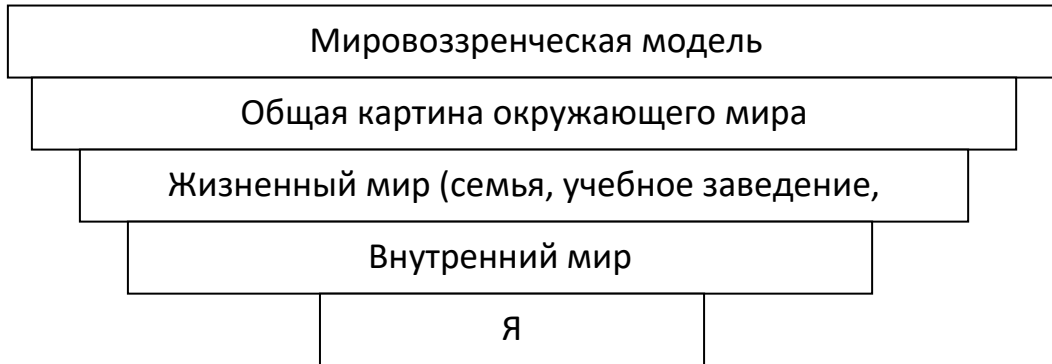 Мировоззренческая модель
Общая картина окружающего мира
Жизненный мир (семья, учебное заведение,
Внутренний мир
Я